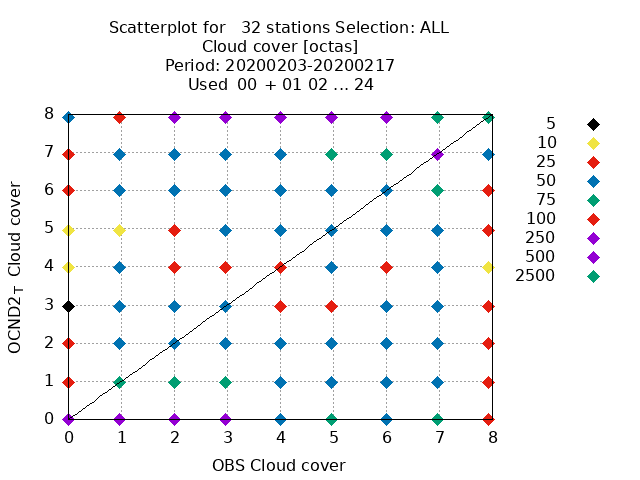 Scatterplot for   32 stations Selection: ALL
Cloud cover [octas]
Period: 20200203-20200217
Used  00 + 01 02 ... 24
8
7
6
5
4
3
2
1
0
OCND2T Cloud cover
0 1 2 3 4 5 6 7 8
OBS Cloud cover
5
10
25
50
75
100
250
500
2500